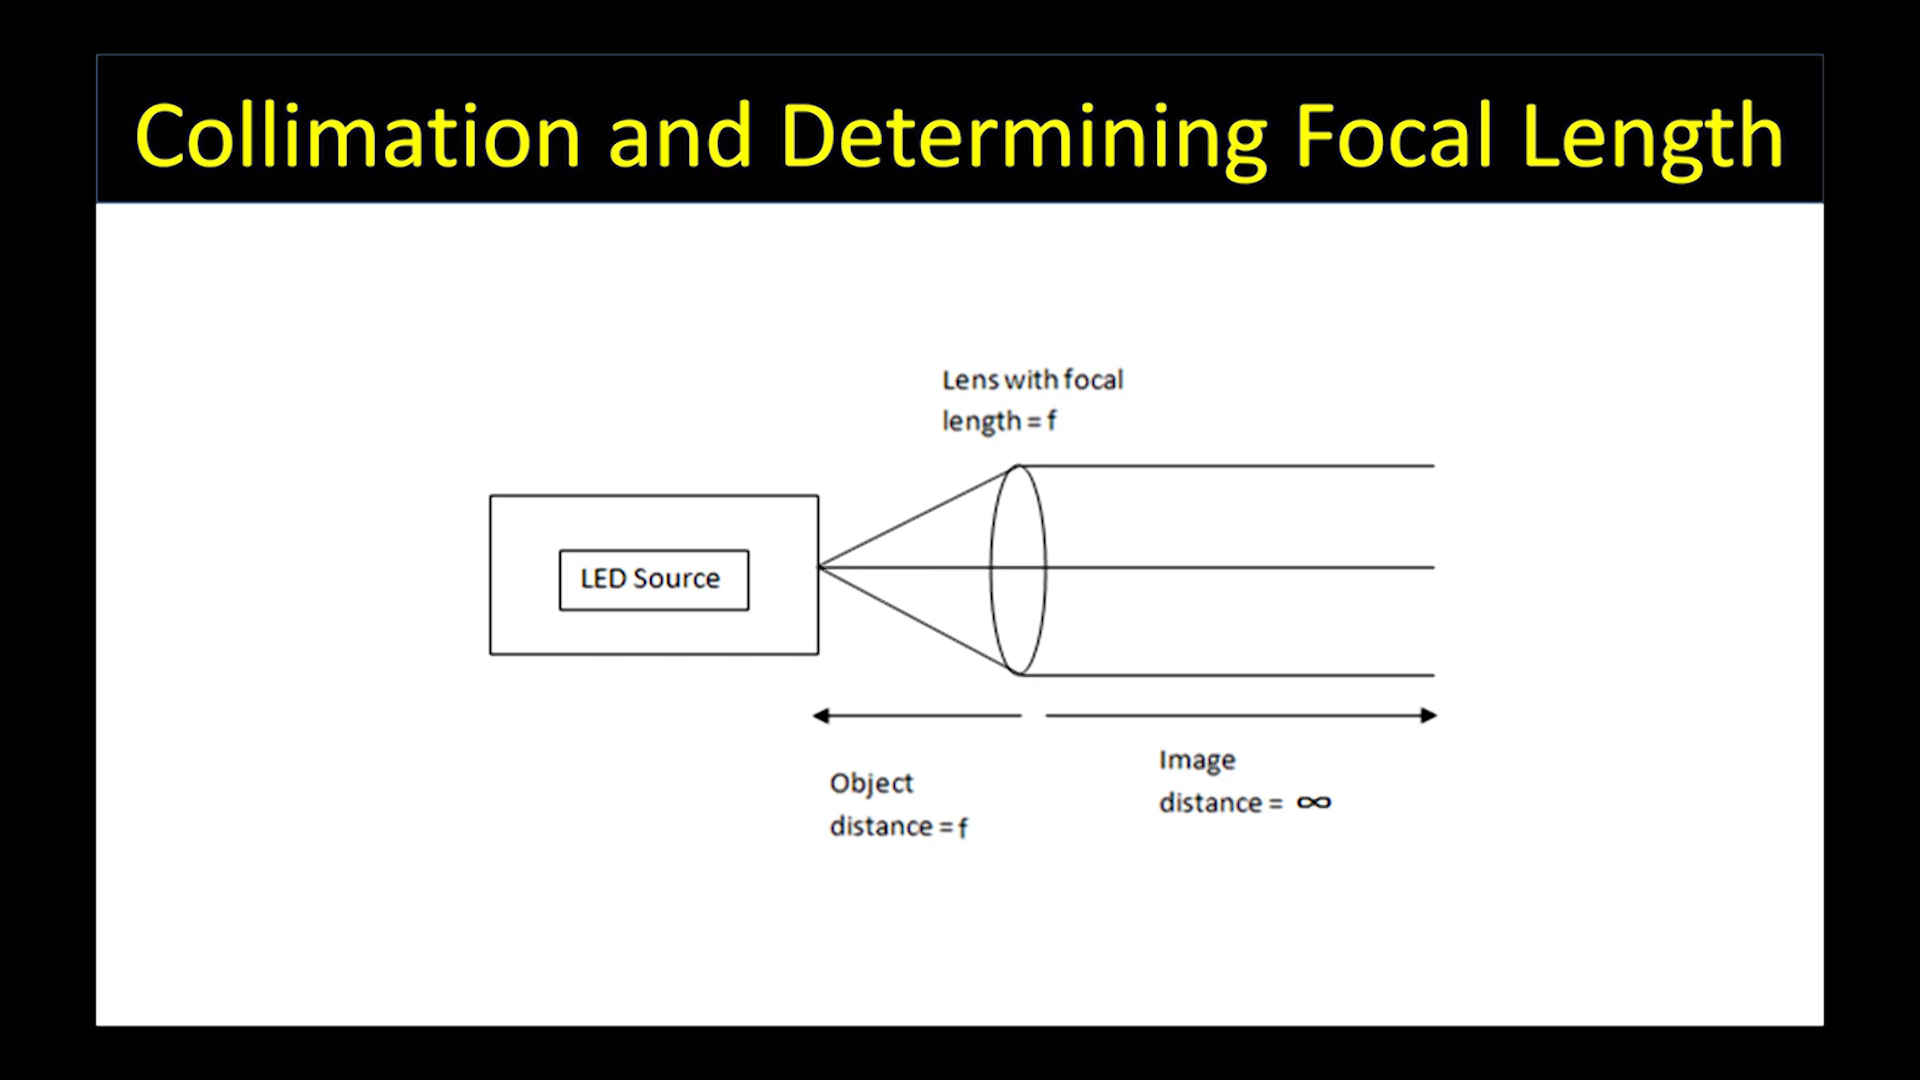 Collimation and Determining Focal Length
Lens with focal
length = f
LED Source
Object
distance = f
Image
distance = ∞